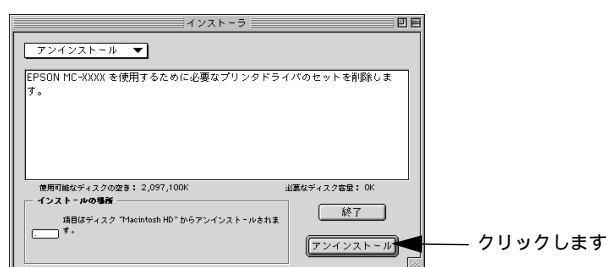 インストーラ
アンインストール
EPSON MC-XXXX を使用するために必要なプリンタドライバのセットを削除しま
す。
使用可能なディスクの空き： 2,097,100K 必要なディスク容量： 0K
インストールの場所
項目はディスク "Macintosh HD" からアンインストールされま
す。
終了
アンインストール
クリックします